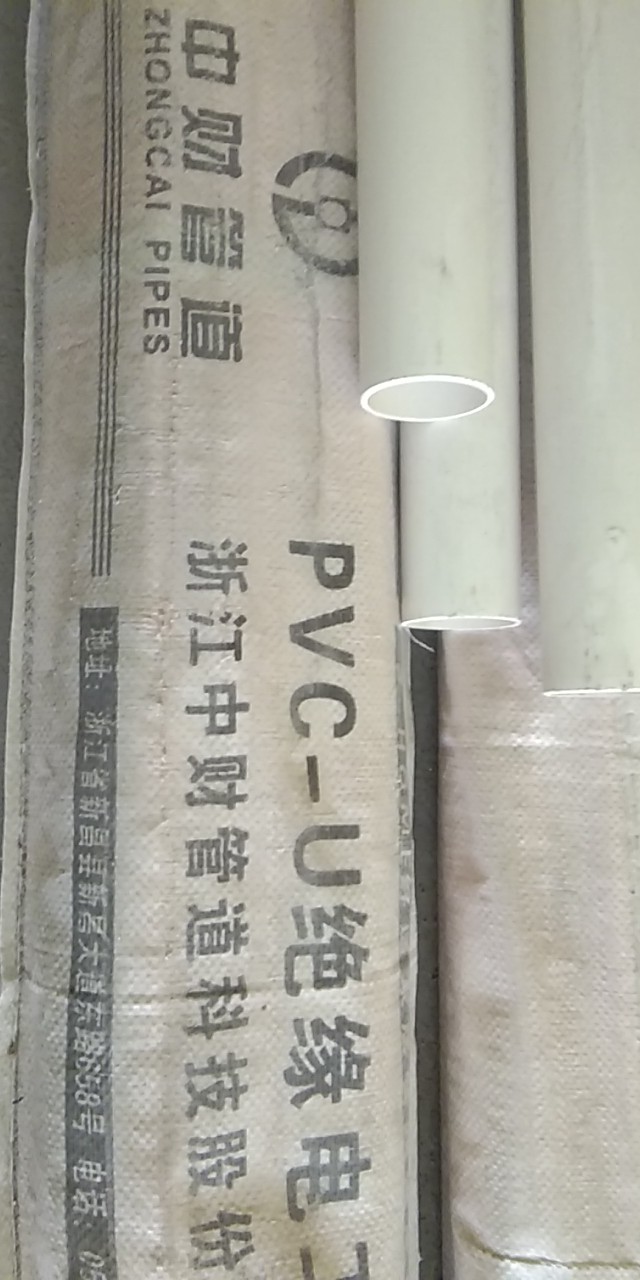 中财管道
ZHONGCAI PIPES
PVC-U绝缘电
浙江中财管道科技股份
地址：浙江省新昌县新昌大道东路658号 电话：05